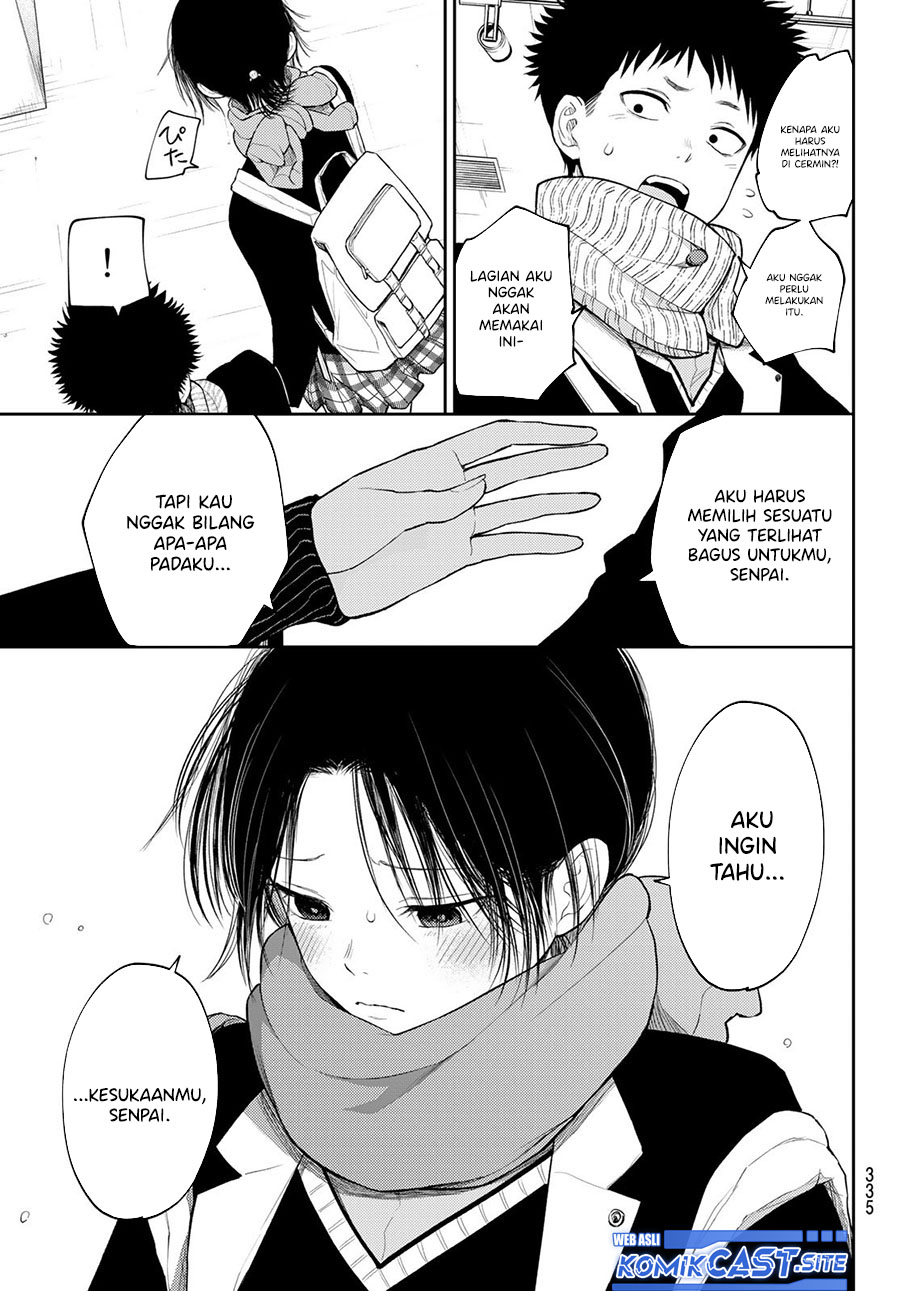 KENAPA AKU
HARUS
MELIHATNYA
DI CERMIN?!
AKU NGGAK
PERLU
MELAKUKAN
ITU.
LAGIAN AKU
NGGAK
AKAN
MEMAKAI
INI-
ぴた
!
AKU HARUS
MEMILIH SESUATU
YANG TERLIHAT
BAGUS UNTUKMU,
SENPAI.
TAPI KAU
NGGAK BILANG
APA-APA
PADAKU...
AKU
INGIN
TAHU...
...KESUKAANMU,
SENPAI.
335
WEB ASLI
KOMIKCAST.SITE